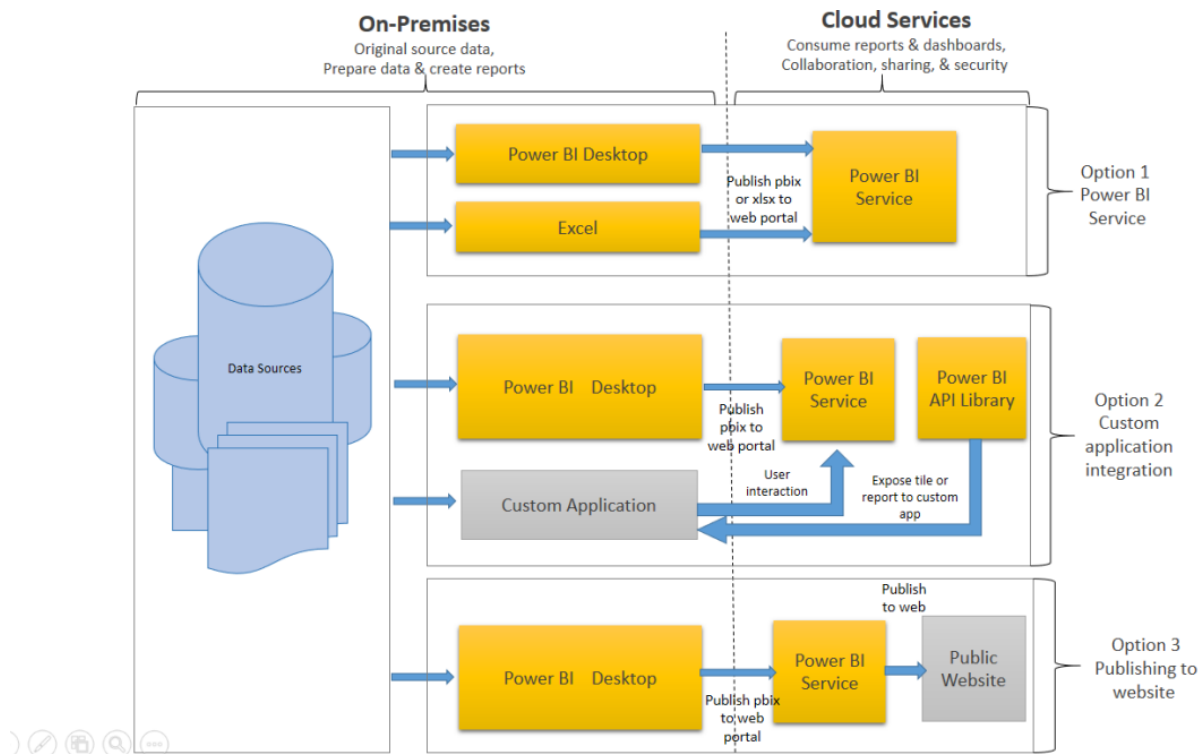 On-Premises
Original source data,
Prepare data & create reports
Cloud Services
Consume reports & dashboards,
Collaboration, sharing, & security
Data Sources
Power BI Desktop
Excel
Publish pbix
or xlsx to
web portal
Power BI
Service
Option 1
Power BI
Service
Power BI Desktop
Publish
pbix to
web portal
Power BI
Service
Power BI
API Library
Custom Application
User
interaction
Expose tile or
report to custom
app
Option 2
Custom
application
integration
Power BI Desktop
Publish pbix
to web
portal
Power BI
Service
Publish
to web
Public
Website
Option 3
Publishing to
website